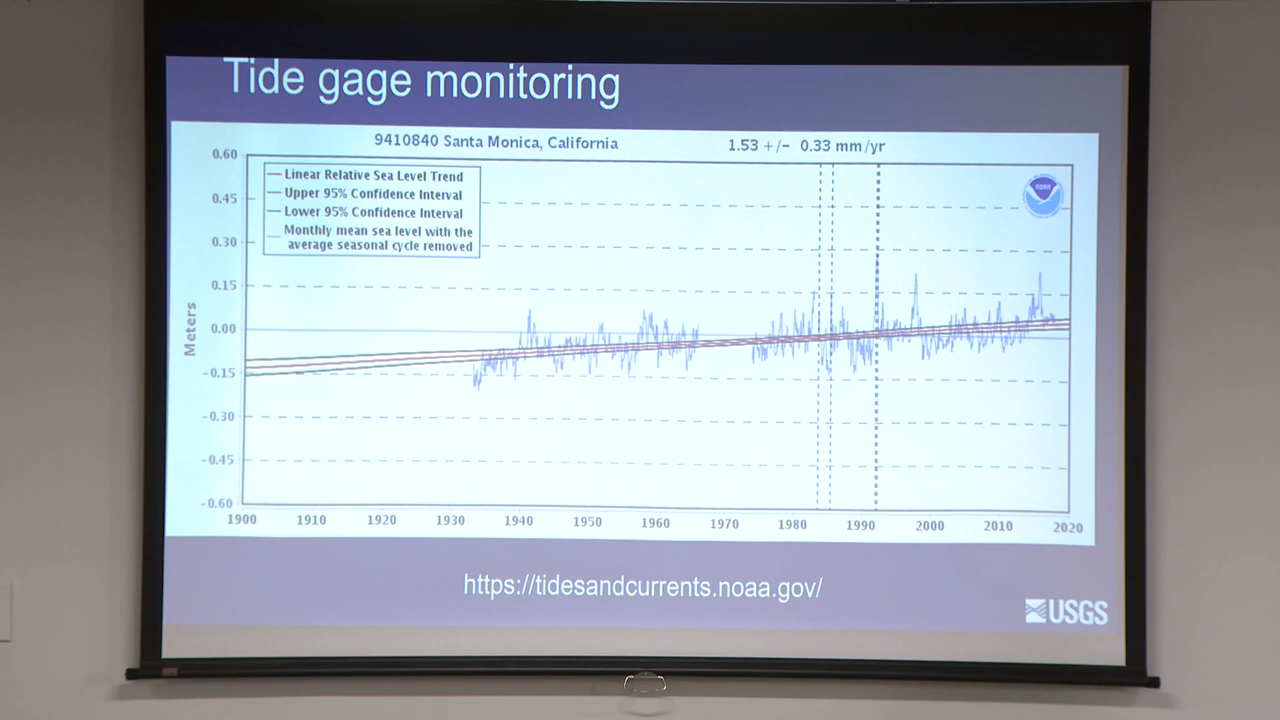 Tide gage monitoring
9410840 Santa Monica, California
1.53 +/- 0.33 mm/yr
Linear Relative Sea Level Trend
Upper 95% Confidence Interval
Lower 95% Confidence Interval
Monthly mean sea level with the
average seasonal cycle removed
NOAA
Meters
0.60
0.45
0.30
0.15
0.00
-0.15
-0.30
-0.45
-0.60
1900 1910 1920 1930 1940 1950 1960 1970 1980 1990 2000 2010 2020
https://tidesandcurrents.noaa.gov/
USGS